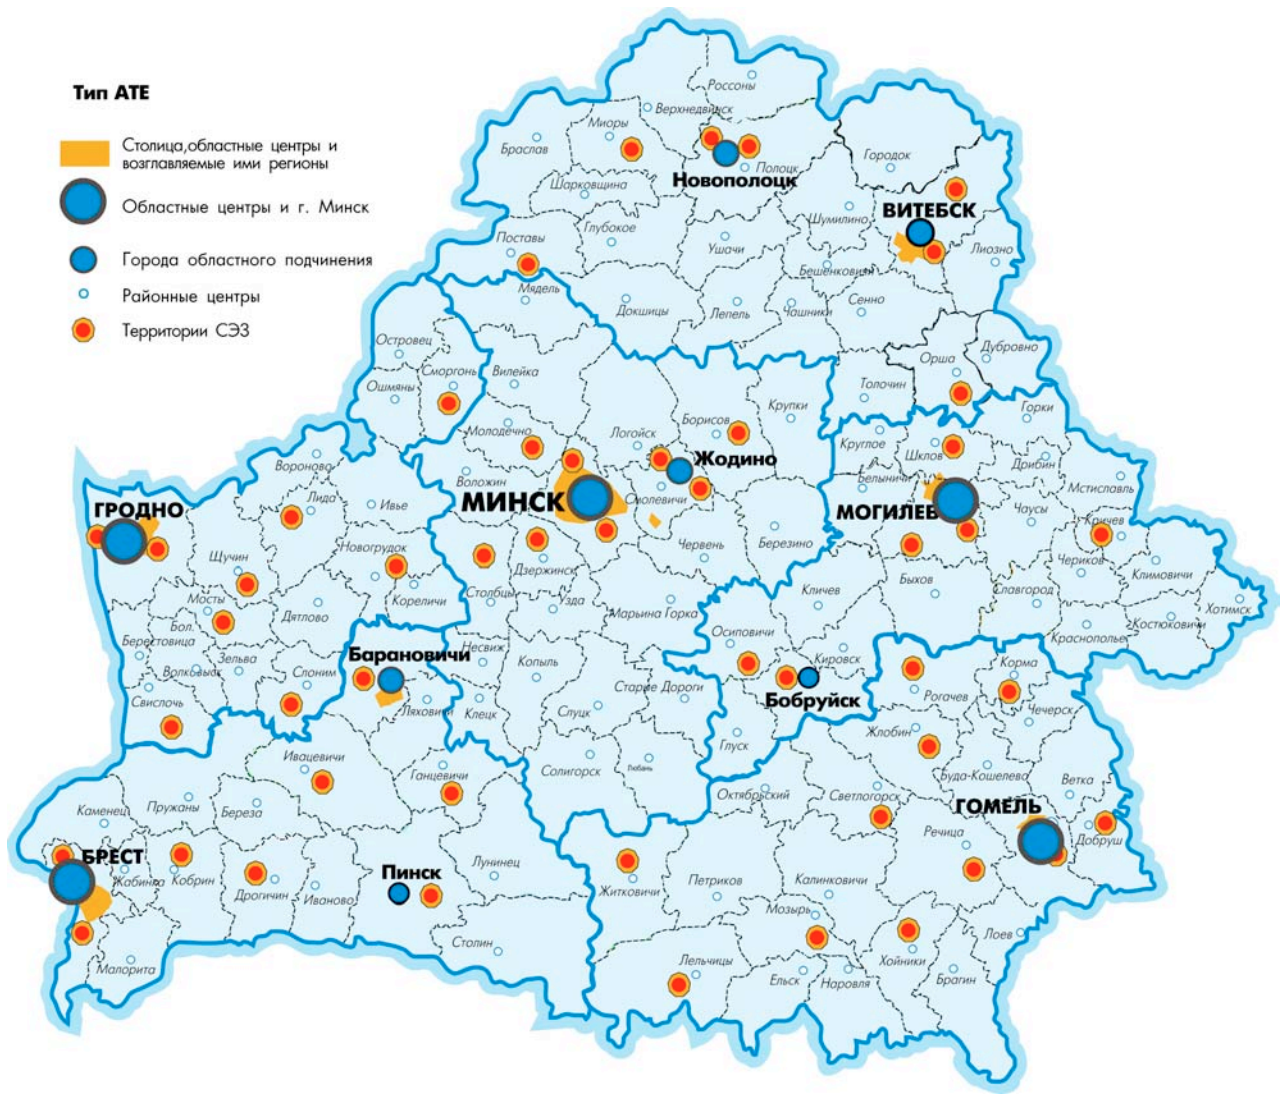 Тип АТЕ
Столица,областные центры и
возглавляемые ими регионы
Областные центры и г. Минск
Города областного подчинения
Районные центры
Территории СЭЗ
Россоны
Верхнедвинск
Миоры
Браслав
Полоцк
Новополоцк
Городок
Шарковщина
ВИТЕБСК
Шумилино
Глубокое
Поставы
Ушачи
Лиозно
Бешенковичи
Мядель
Докшицы
Лепель
Чашники
Сенно
Островец
Дубровно
Орша
Сморгонь
Вилейка
Ошмяны
Толочин
Крупки
Горки
Борисов
Молодечно
Логойск
Круглое
Шклов
Жодино
Дрибин
Вороново
Воложин
Белыничи
Мстиславль
Лида
Смолевичи
МИНСК
Ивье
ГРОДНО
МОГИЛЕВ
Чаусы
Кричев
Новогрудок
Червень
Березино
Щучин
Дзержинск
Чериков
Климовичи
Быхов
Славгород
Столбцы
Узда
Кличев
Мосты
Кореличи
Хотимск
Марьина Горка
Дятлово
Бол.
Берестовица
Костюковичи
Осиповичи
Краснополье
Несвиж
Барановичи
Зельва
Волковыск
Слоним
Копыль
Кировск
Корма
Старые Дороги
Рогачев
Свислочь
Бобруйск
Ляховичи
Клецк
Слуцк
Чечерск
Глуск
Жлобин
Ивацевичи
Ганцевичи
Солигорск
Любань
Буда-Кошелева
Ветка
Октябрьский
Светлогорск
Пружаны
Каменец
Береза
ГОМЕЛЬ
Речица
Добруш
БРЕСТ
Лунинец
Пинск
Жабинка
Кобрин
Дрогичин
Иваново
Житковичи
Петриков
Калинковичи
Мозырь
Лоев
Столин
Хойники
Малорита
Лельчицы
Ельск
Наровля
Брагин